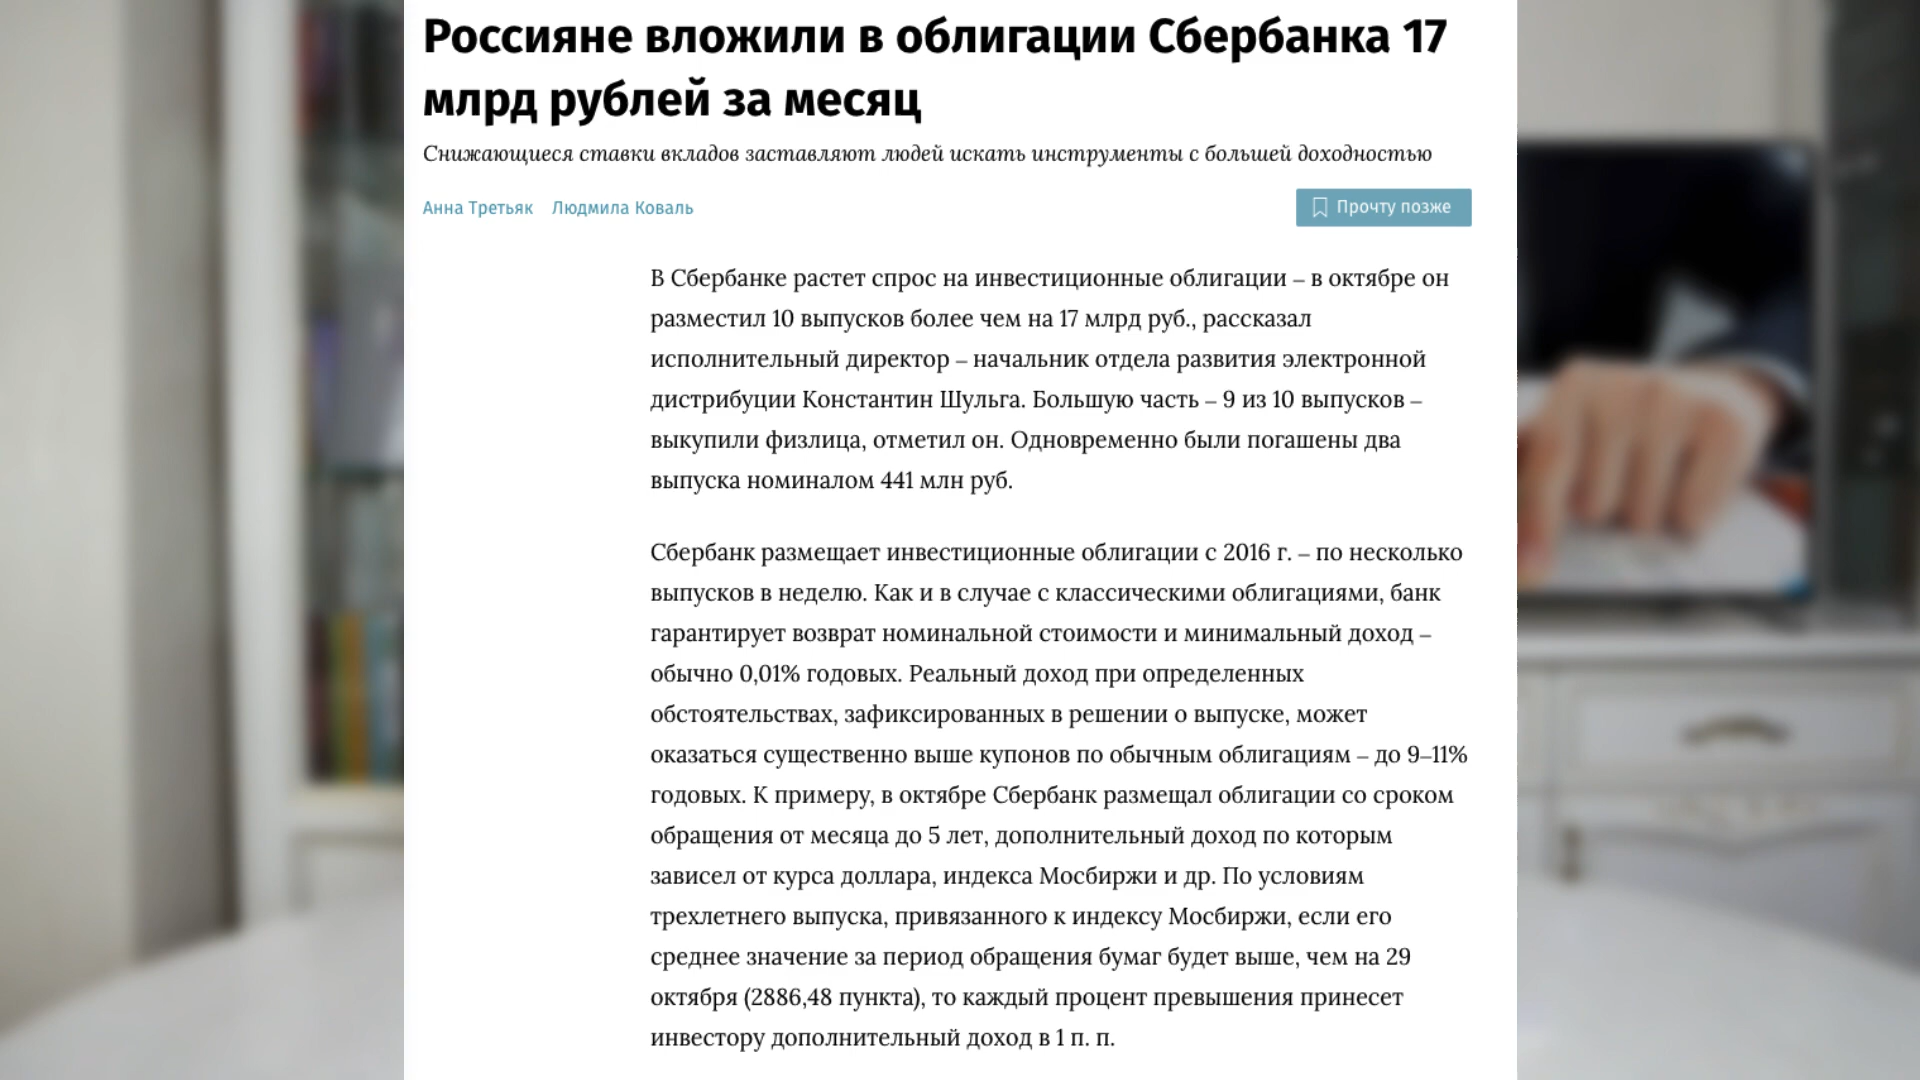 Россияне вложили в облигации Сбербанка 17
млрд рублей за месяц
Снижающиеся ставки вкладов заставляют людей искать инструменты с большей доходностью
Анна Третьяк Людмила Коваль
Прочту позже
В Сбербанке растет спрос на инвестиционные облигации – в октябре он
разместил 10 выпусков более чем на 17 млрд руб., рассказал
исполнительный директор – начальник отдела развития электронной
дистрибуции Константин Шульга. Большую часть – 9 из 10 выпусков –
выкупили физлица, отметил он. Одновременно были погашены два
выпуска номиналом 441 млн руб.
Сбербанк размещает инвестиционные облигации с 2016 г. – по несколько
выпусков в неделю. Как и в случае с классическими облигациями, банк
гарантирует возврат номинальной стоимости и минимальный доход –
обычно 0,01% годовых. Реальный доход при определенных
обстоятельствах, зафиксированных в решении о выпуске, может
оказаться существенно выше купонов по обычным облигациям – до 9–11%
годовых. К примеру, в октябре Сбербанк размещал облигации со сроком
обращения от месяца до 5 лет, дополнительный доход по которым
зависел от курса доллара, индекса Мосбиржи и др. По условиям
трехлетнего выпуска, привязанного к индексу Мосбиржи, если его
среднее значение за период обращения бумаг будет выше, чем на 29
октября (2886,48 пункта), то каждый процент превышения принесет
инвестору дополнительный доход в 1 п. п.